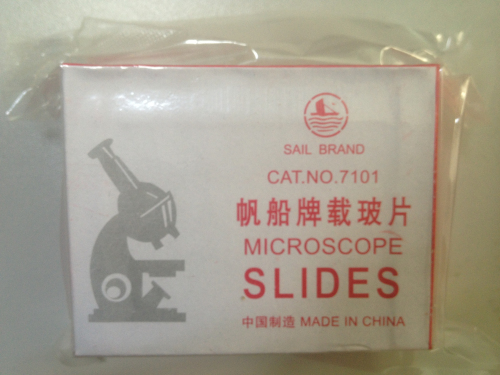 SAIL BRAND
CAT.NO.7101
帆船牌载玻片
MICROSCOPE
SLIDES
中国制造 MADE IN CHINA